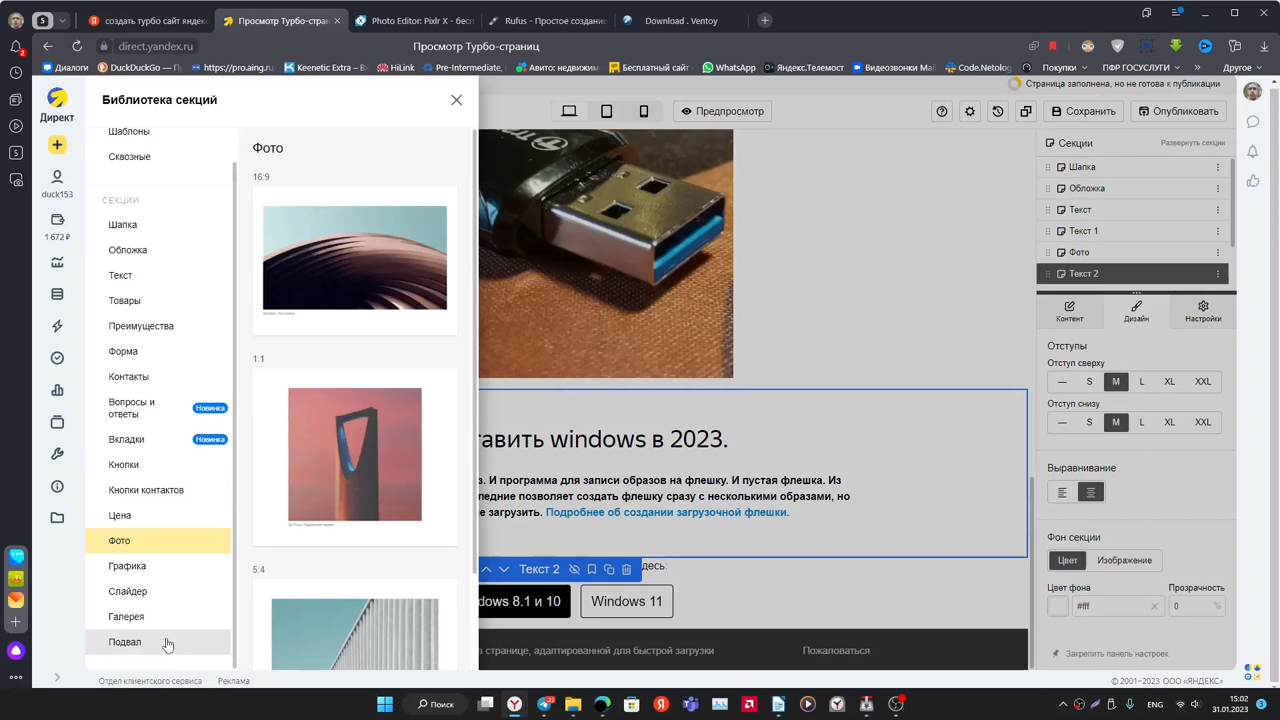 5
создать турбо сайт яндекс
Просмотр Турбо-стран
Photo Editor: Pixlr X - бесп
Rufus - Простое создание
Download . Ventoy
2
direct.yandex.ru
Просмотр Турбо-страниц
Диалоги
DuckDuckGo — П
https://pro.aing.ru
Keenetic Extra – В
HiLink
Pre-Intermediate,
Авито: недвижим
Бесплатный сайт
WhatsApp
Яндекс.Телемост
Видеозвонки Mail
Code.Netolog
Покупки
ПФР ГОСУСЛУГИ
Другое
Страница заполнена, но не готова к публикации
Директ
Библиотека секций
Предпросмотр
Сохранить
Опубликовать
Шаблоны
Сквозные
СЕКЦИИ
Шапка
Обложка
Текст
Товары
Преимущества
Форма
Контакты
Вопросы и
ответы
Новинка
Вкладки
Новинка
Кнопки
Кнопки контактов
Цена
Фото
Графика
Слайдер
Галерея
Подвал
duck153
1 672 ₽
5
Фото
16:9
1:1
5:4
ставить windows в 2023.
з. И программа для записи образов на флешку. И пустая флешка. Из
следние позволяет создать флешку сразу с несколькими образами, но
не загрузить. Подробнее об создании загрузочной флешки.
Текст 2
здесь:
dows 8.1 и 10
Windows 11
а странице, адаптированной для быстрой загрузки
Пожаловаться
Секции
Развернуть секции
Шапка
Обложка
Текст
Текст 1
Фото
Текст 2
Контент
Дизайн
Настройки
Отступы
Отступ сверху
—
S
M
L
XL
XXL
Отступ снизу
—
S
M
L
XL
XXL
Выравнивание
Фон секции
Цвет
Изображение
Цвет фона
Прозрачность
#fff
0
%
Закрепить панель настроек.
Отдел клиентского сервиса
Реклама
© 2001–2023 ООО «ЯНДЕКС»
Поиск
15:02
31.01.2023